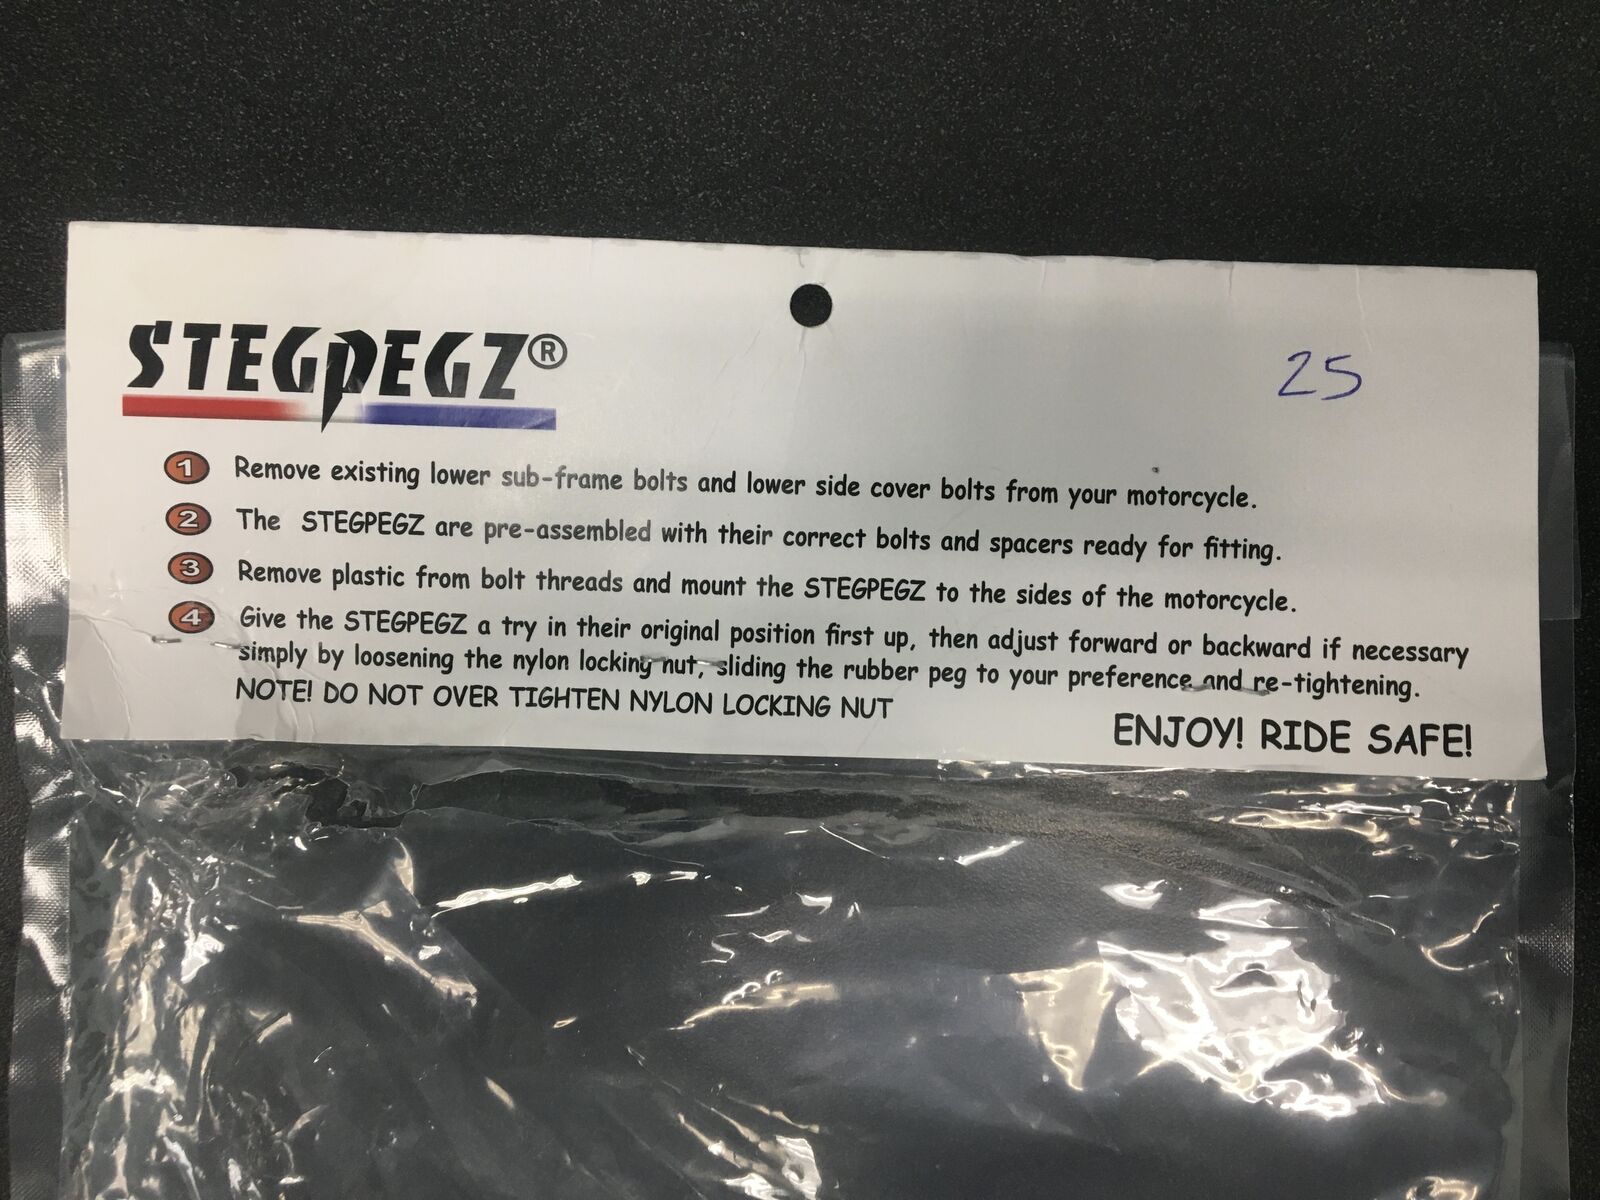 STEGPEGZ®
25
1 Remove existing lower sub-frame bolts and lower side cover bolts from your motorcycle.
2 The STEGPEGZ are pre-assembled with their correct bolts and spacers ready for fitting.
3 Remove plastic from bolt threads and mount the STEGPEGZ to the sides of the motorcycle.
4 Give the STEGPEGZ a try in their original position first up, then adjust forward or backward if necessary
simply by loosening the nylon locking nut, sliding the rubber peg to your preference and re-tightening.
NOTE! DO NOT OVER TIGHTEN NYLON LOCKING NUT
ENJOY! RIDE SAFE!